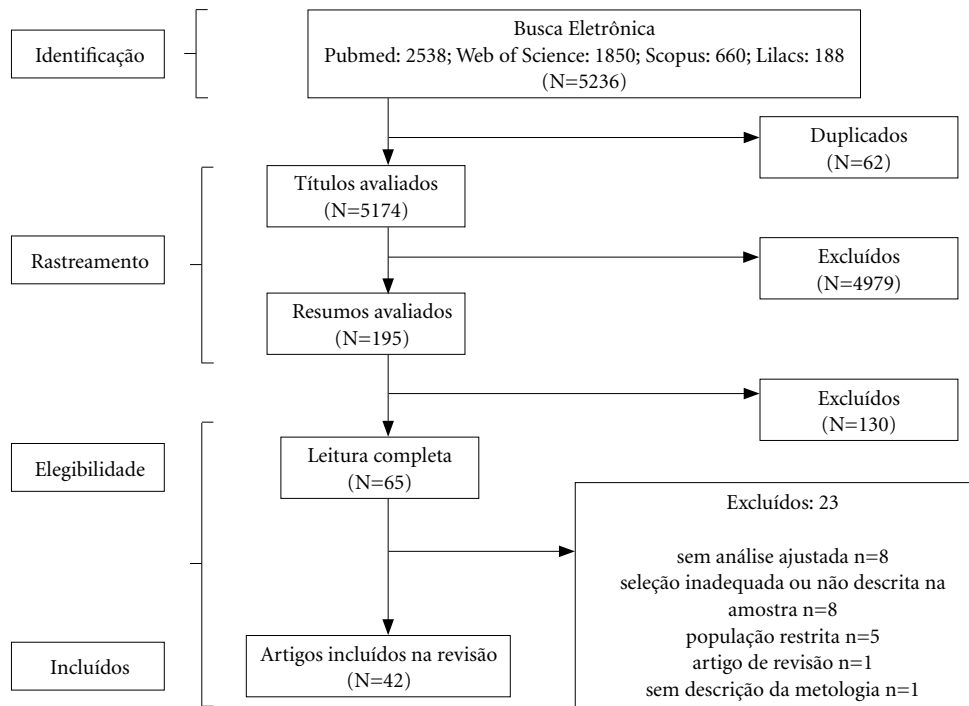 Identificação
Busca Eletrônica
Pubmed: 2538; Web of Science: 1850; Scopus: 660; Lilacs: 188
(N=5236)
Duplicados
(N=62)
Rastreamento
Títulos avaliados
(N=5174)
Excluídos
(N=4979)
Resumos avaliados
(N=195)
Excluídos
(N=130)
Elegibilidade
Leitura completa
(N=65)
Excluídos: 23
sem análise ajustada n=8
seleção inadequada ou não descrita na
amostra n=8
população restrita n=5
artigo de revisão n=1
sem descrição da metologia n=1
Incluídos
Artigos incluídos na revisão
(N=42)